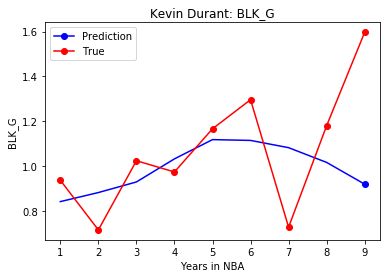 Kevin Durant: BLK_G
Prediction
True
1.6
1.4
1.2
1.0
0.8
BLK_G
1 2 3 4 5 6 7 8 9
Years in NBA